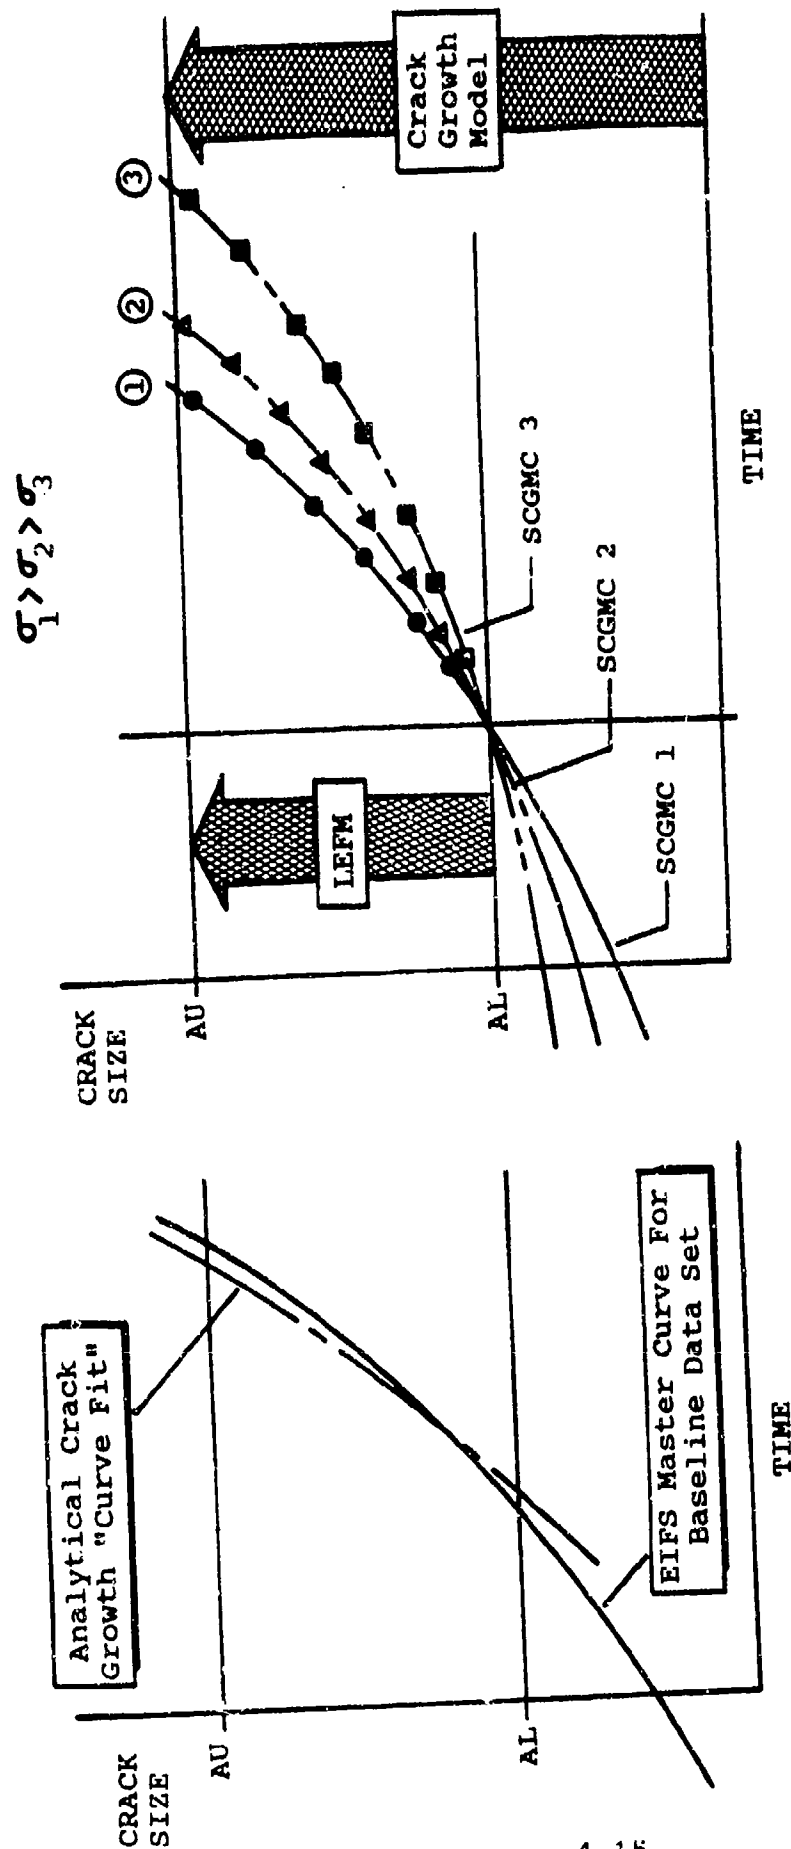 CRACK
SIZE
AU
AL
TIME
Analytical Crack
Growth "Curve Fit"
EIFS Master Curve For
Baseline Data Set
σ1 > σ2 > σ3
CRACK
SIZE
AU
AL
TIME
LEFM
Crack
Growth
Model
①
②
③
SCGMC 3
SCGMC 2
SCGMC 1